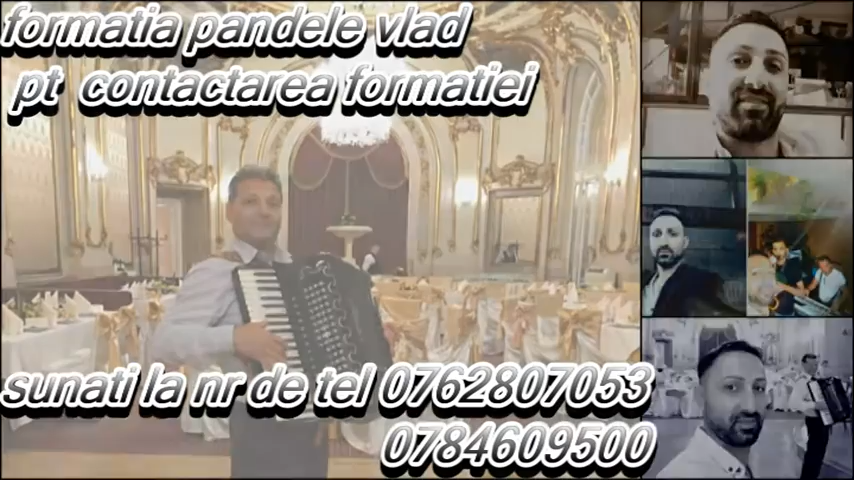 formatia pandele vlad
pt contactarea formatiei
sunati la nr de tel 0762807053
0784609500